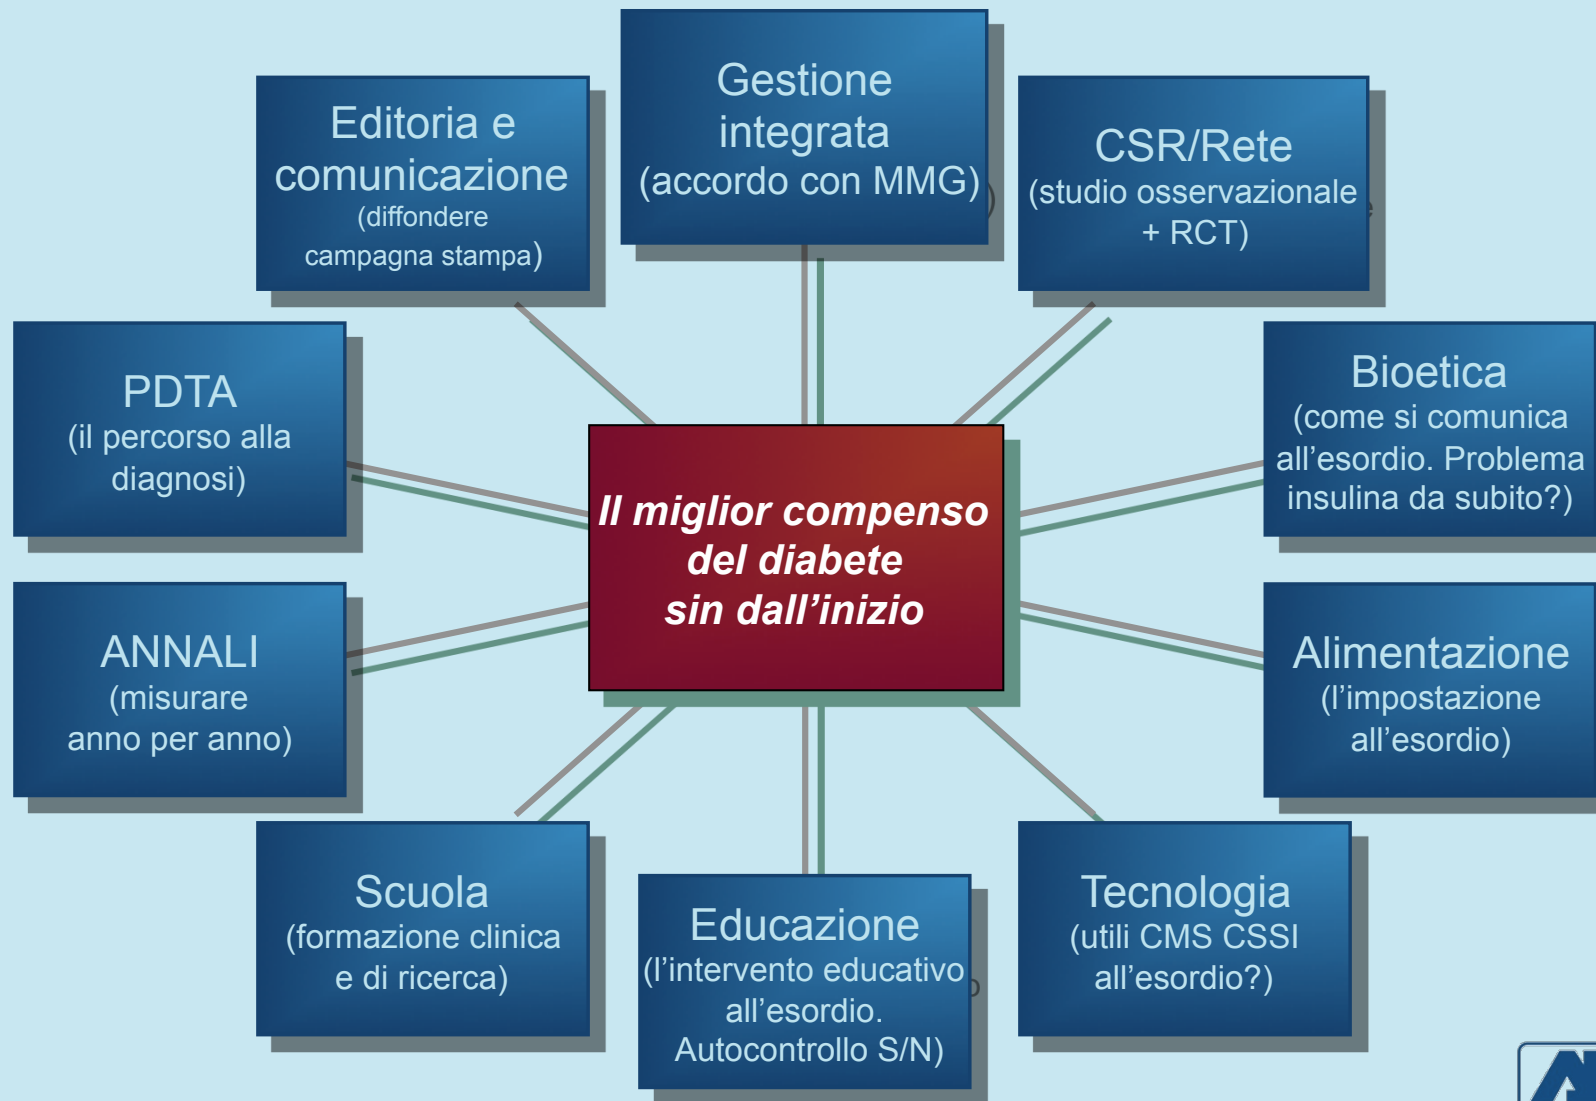 Gestione
integrata
(accordo con MMG)
Editoria e
comunicazione
(diffondere
campagna stampa)
CSR/Rete
(studio osservazionale
+ RCT)
PDTA
(il percorso alla
diagnosi)
Bioetica
(come si comunica
all’esordio. Problema
insulina da subito?)
Il miglior compenso
del diabete
sin dall’inizio
ANNALI
(misurare
anno per anno)
Alimentazione
(l’impostazione
all’esordio)
Scuola
(formazione clinica
e di ricerca)
Educazione
(l’intervento educativo
all’esordio.
Autocontrollo S/N)
Tecnologia
(utili CMS CSSI
all’esordio?)